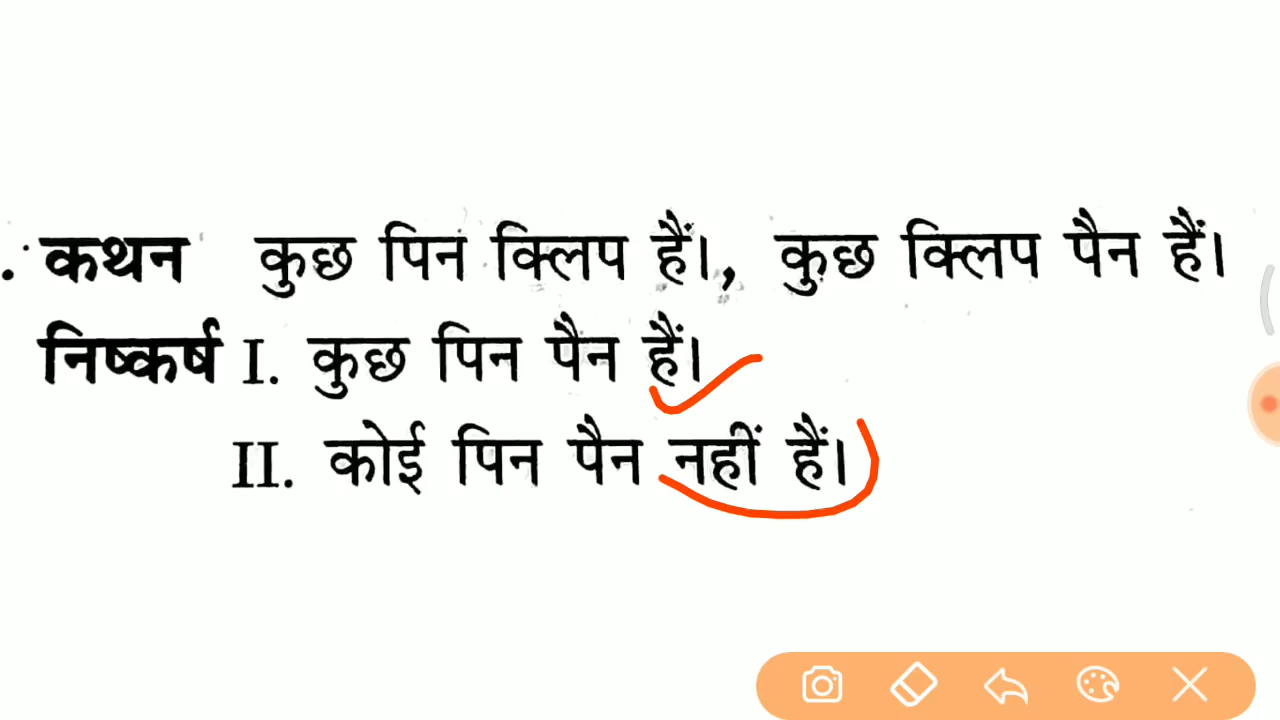 . कथन कुछ पिन क्लिप हैं।, कुछ क्लिप पैन हैं।
निष्कर्ष I. कुछ पिन पैन हैं।
II. कोई पिन पैन नहीं हैं।